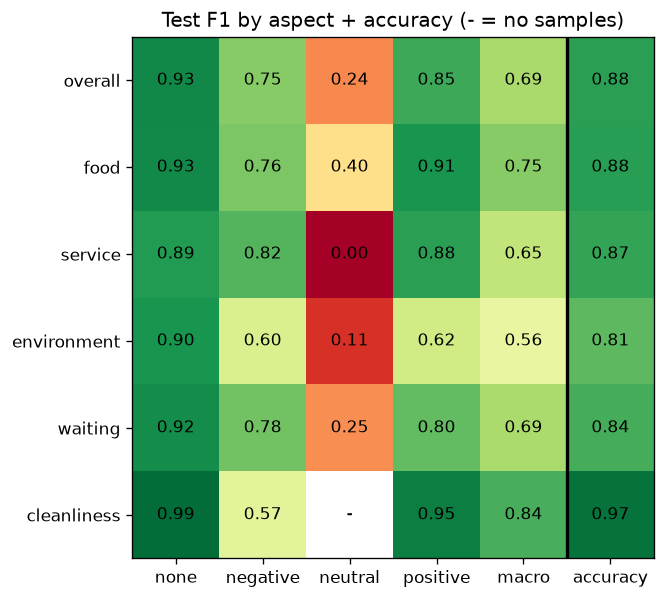 Test F1 by aspect + accuracy (- = no samples)
overall 0.93 0.75 0.24 0.85 0.69 0.88
food 0.93 0.76 0.40 0.91 0.75 0.88
service 0.89 0.82 0.00 0.88 0.65 0.87
environment 0.90 0.60 0.11 0.62 0.56 0.81
waiting 0.92 0.78 0.25 0.80 0.69 0.84
cleanliness 0.99 0.57 - 0.95 0.84 0.97
none negative neutral positive macro accuracy